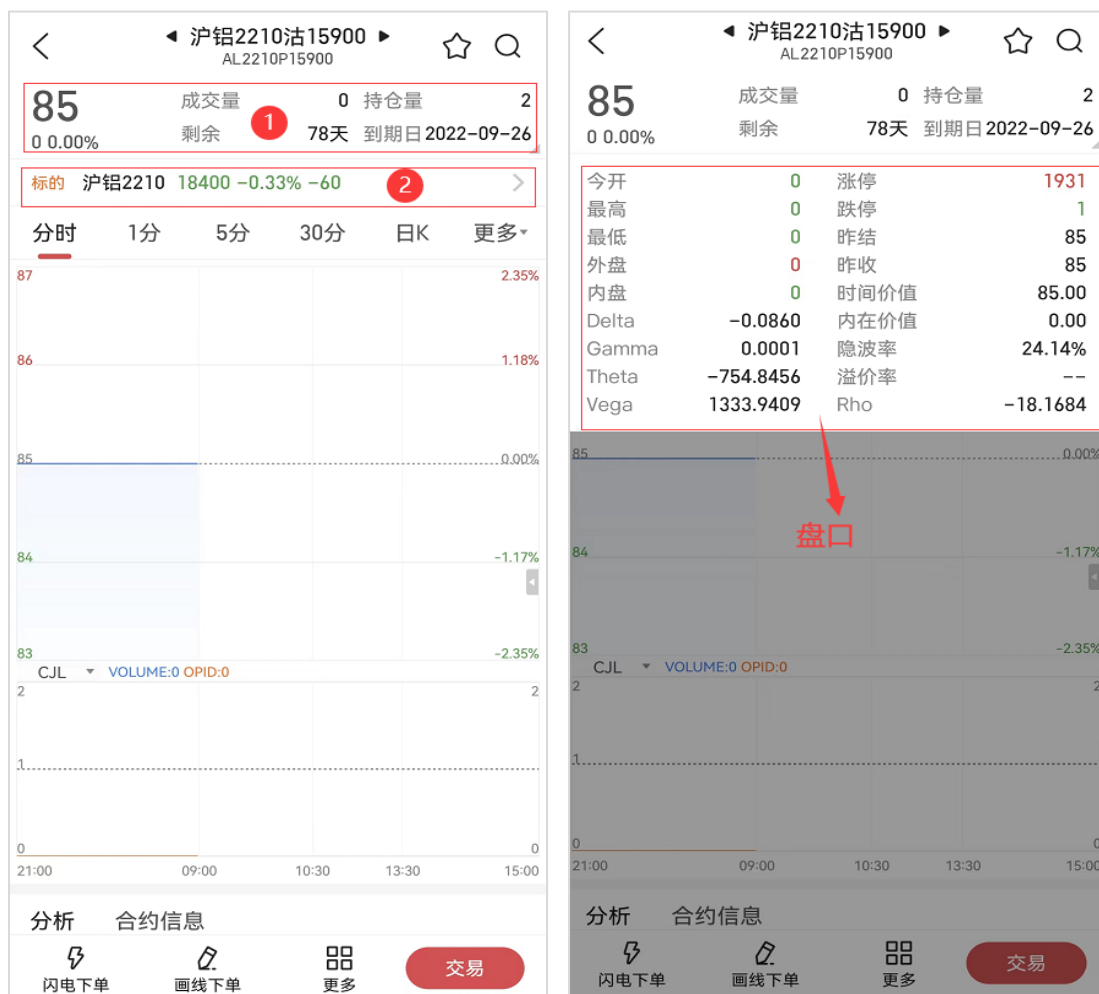 沪铝2210沽15900
AL2210P15900
85
0 0.00%
成交量 0 持仓量 2
剩余 78天 到期日 2022-09-26
1
标的 沪铝2210 18400 -0.33% -60
2
分时 1分 5分 30分 日K 更多
87 2.35%
86 1.18%
85 0.00%
84 -1.17%
83 -2.35%
CJL VOLUME:0 OPID:0
2 2
1
0 0
21:00 09:00 10:30 13:30 15:00
分析 合约信息
闪电下单 画线下单 更多 交易
沪铝2210沽15900
AL2210P15900
85
0 0.00%
成交量 0 持仓量 2
剩余 78天 到期日 2022-09-26
今开 0 涨停 1931
最高 0 跌停 1
最低 0 昨结 85
外盘 0 昨收 85
内盘 0 时间价值 85.00
Delta -0.0860 内在价值 0.00
Gamma 0.0001 隐波率 24.14%
Theta -754.8456 溢价率 --
Vega 1333.9409 Rho -18.1684
85 0.00%
盘口
84 -1.17%
83 -2.35%
CJL VOLUME:0 OPID:0
2 2
1
0 0
21:00 09:00 10:30 13:30 15:00
分析 合约信息
闪电下单 画线下单 更多 交易